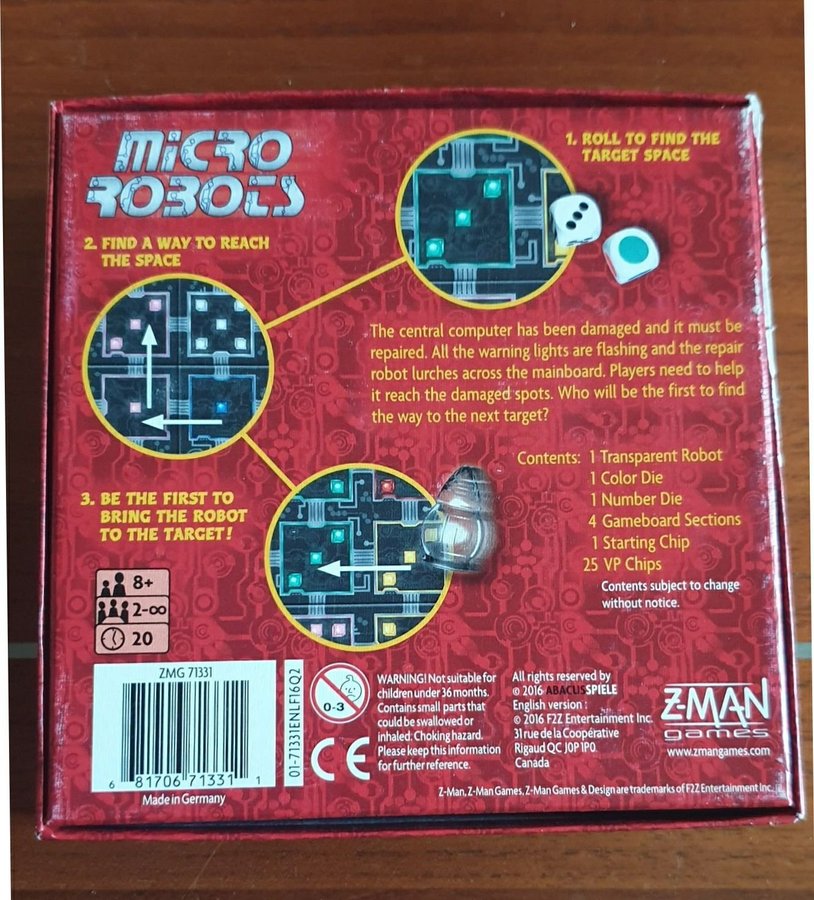 MICRO
ROBOTS
1. ROLL TO FIND THE
TARGET SPACE
2. FIND A WAY TO REACH
THE SPACE
The central computer has been damaged and it must be
repaired. All the warning lights are flashing and the repair
robot lurches across the mainboard. Players need to help
it reach the damaged spots. Who will be the first to find
the way to the next target?
Contents: 1 Transparent Robot
1 Color Die
1 Number Die
4 Gameboard Sections
1 Starting Chip
25 VP Chips
Contents subject to change
without notice.
3. BE THE FIRST TO
BRING THE ROBOT
TO THE TARGET!
8+
2-∞
20
ZMG 71331
6 81706 71331 1
Made in Germany
01-71331ENLF16Q2
0-3
CE
WARNING! Not suitable for
children under 36 months.
Contains small parts that
could be swallowed or
inhaled. Choking hazard.
Please keep this information
for further reference.
All rights reserved by
© 2016 ABACUSSPIELE
English version :
© 2016 F2Z Entertainment Inc.
31 rue de la Coopérative
Rigaud QC J0P 1P0
Canada
Z-MAN
games
www.zmangames.com
Z-Man, Z-Man Games, Z-Man Games & Design are trademarks of F2Z Entertainment Inc.